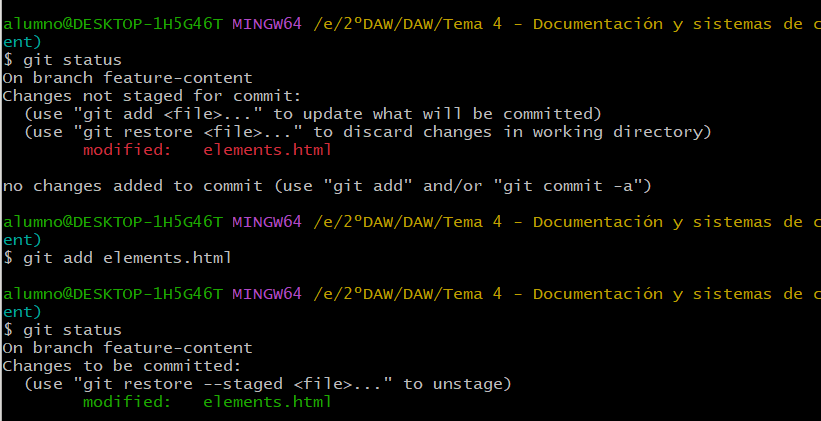 alumno@DESKTOP-1H5G46T MINGW64 /e/2ºDAW/DAW/Tema 4 - Documentación y sistemas de c
ent)
$ git status
On branch feature-content
Changes not staged for commit:
  (use "git add <file>..." to update what will be committed)
  (use "git restore <file>..." to discard changes in working directory)
        modified:   elements.html
no changes added to commit (use "git add" and/or "git commit -a")
alumno@DESKTOP-1H5G46T MINGW64 /e/2ºDAW/DAW/Tema 4 - Documentación y sistemas de c
ent)
$ git add elements.html
alumno@DESKTOP-1H5G46T MINGW64 /e/2ºDAW/DAW/Tema 4 - Documentación y sistemas de c
ent)
$ git status
On branch feature-content
Changes to be committed:
  (use "git restore --staged <file>..." to unstage)
        modified:   elements.html